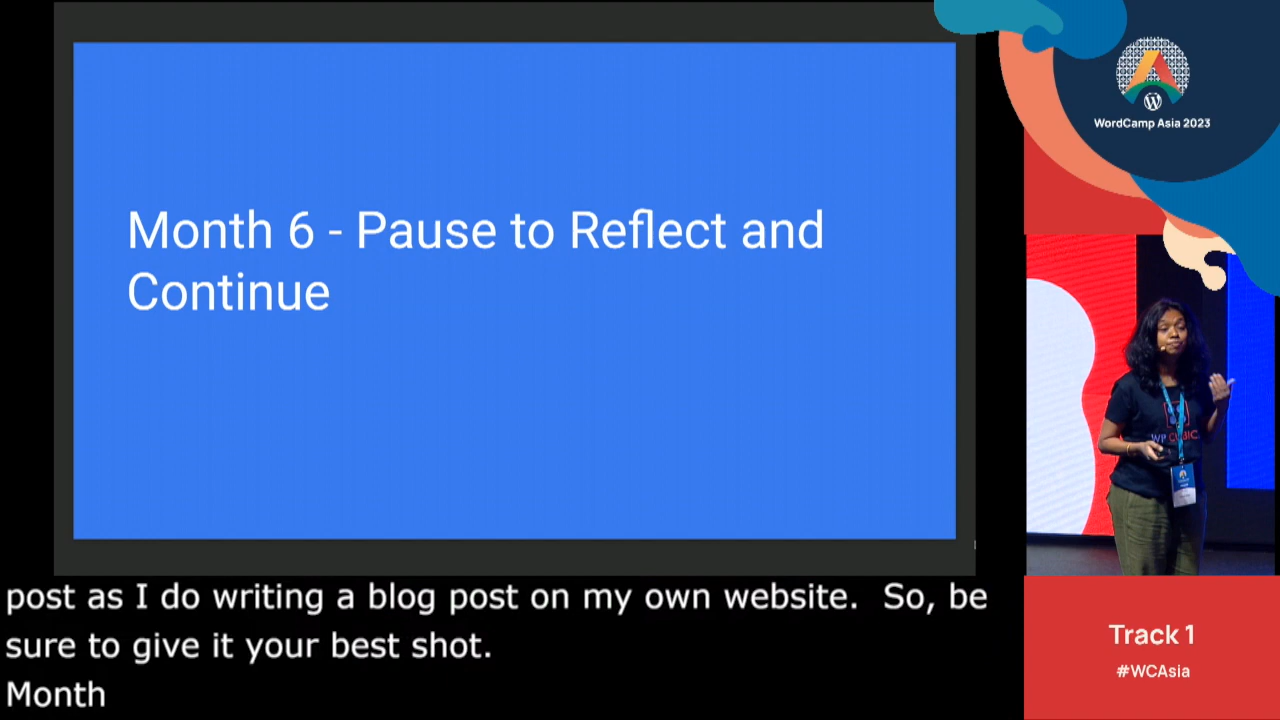 Month 6 - Pause to Reflect and
Continue
WordCamp Asia 2023
post as I do writing a blog post on my own website.  So, be
sure to give it your best shot.
Month
Track 1
#WCAsia